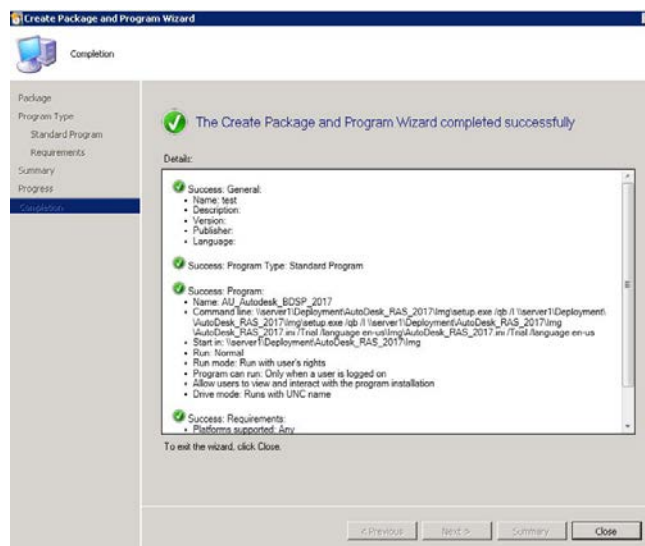 Create Package and Program Wizard
Completion
Package
Program Type
Standard Program
Requirements
Summary
Progress
Completion
The Create Package and Program Wizard completed successfully
Details:
Success: General:
• Name: test
• Description:
• Version:
• Publisher:
• Language:
Success: Program Type: Standard Program
Success: Program:
• Name: AU_Autodesk_BDSP_2017
• Command line: \\server1\Deployment\AutoDesk_RAS_2017\Img\setup.exe /qb /I \\server1\Deployment\
\AutoDesk_RAS_2017\Img\setup.exe /qb /I \\server1\Deployment\AutoDesk_RAS_2017\Img
\AutoDesk_RAS_2017.ini /Trial /language en-us\Img\AutoDesk_RAS_2017.ini /Trial /language en-us
• Start in: \\server1\Deployment\AutoDesk_RAS_2017\Img
• Run: Normal
• Run mode: Run with user's rights
• Program can run: Only when a user is logged on
• Allow users to view and interact with the program installation
• Drive mode: Runs with UNC name
Success: Requirements:
• Platforms supported: Any
To exit the wizard, click Close.
< Previous
Next >
Summary
Close